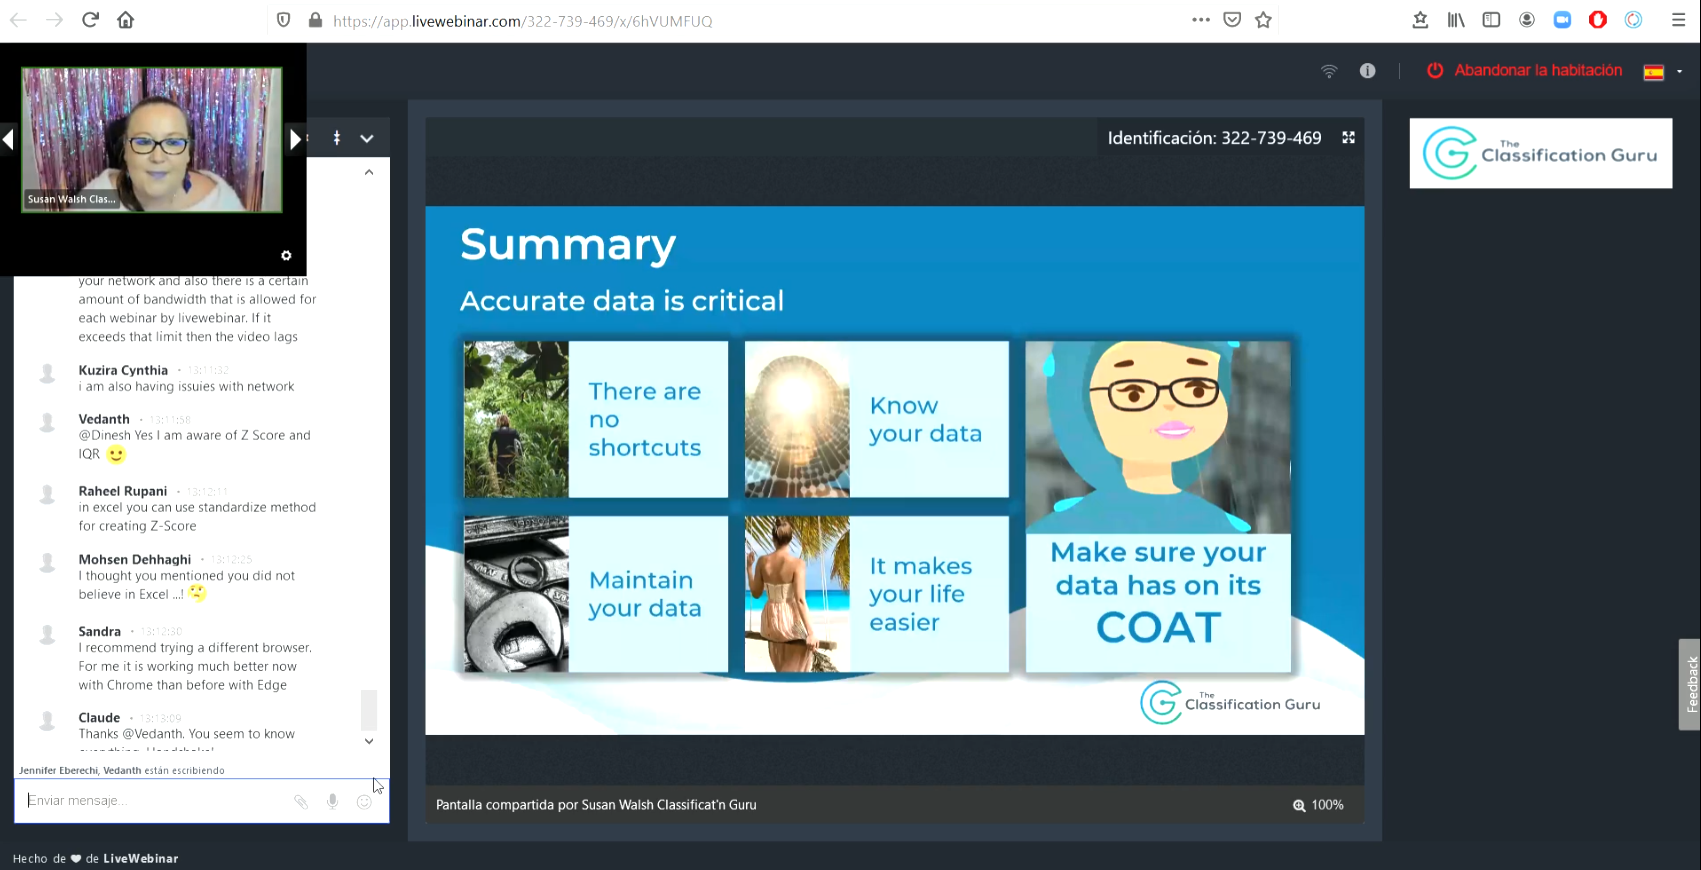 https://app.livewebinar.com/322-739-469/x/6hVUMFUQ
Abandonar la habitación
Susan Walsh Clas...
your network and also there is a certain
amount of bandwidth that is allowed for
each webinar by livewebinar. If it
exceeds that limit then the video lags
Kuzira Cynthia • 13:11:32
i am also having issuies with network
Vedanth • 13:11:58
@Dinesh Yes I am aware of Z Score and
IQR
Raheel Rupani • 13:12:11
in excel you can use standardize method
for creating Z-Score
Mohsen Dehhaghi • 13:12:25
I thought you mentioned you did not
believe in Excel ...!
Sandra • 13:12:30
I recommend trying a different browser.
For me it is working much better now
with Chrome than before with Edge
Claude • 13:13:09
Thanks @Vedanth. You seem to know
Jennifer Eberechi, Vedanth están escribiendo
Enviar mensaje...
Hecho de de LiveWebinar
Identificación: 322-739-469
Summary
Accurate data is critical
There are
no
shortcuts
Know
your data
Maintain
your data
It makes
your life
easier
Make sure your
data has on its
COAT
The
Classification Guru
Pantalla compartida por Susan Walsh Classificat'n Guru
100%
The
Classification Guru
Feedback